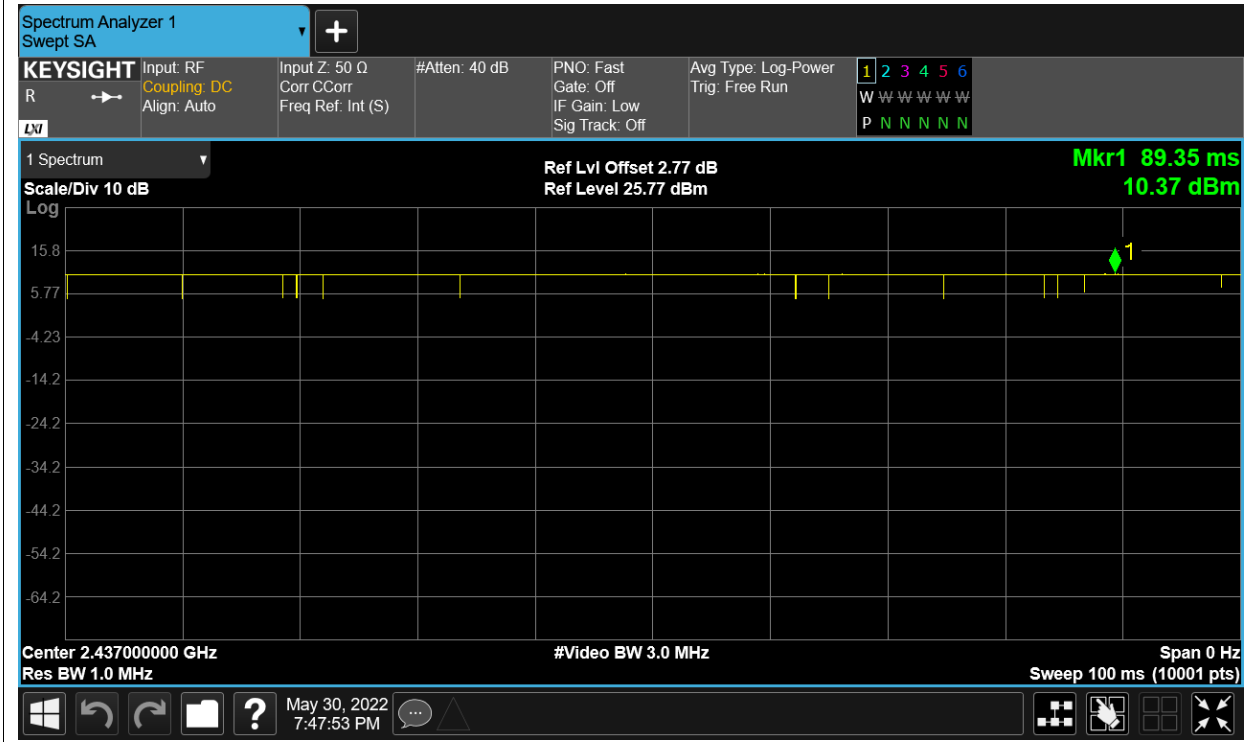 Spectrum Analyzer 1
Swept SA
+
KEYSIGHT
R
LXI
Input: RF
Coupling: DC
Align: Auto
Input Z: 50 Ω
Corr CCorr
Freq Ref: Int (S)
#Atten: 40 dB
PNO: Fast
Gate: Off
IF Gain: Low
Sig Track: Off
Avg Type: Log-Power
Trig: Free Run
1 2 3 4 5 6
W W W W W W
P N N N N N
1 Spectrum
Scale/Div 10 dB
Log
Ref Lvl Offset 2.77 dB
Ref Level 25.77 dBm
Mkr1 89.35 ms
10.37 dBm
1
15.8
5.77
-4.23
-14.2
-24.2
-34.2
-44.2
-54.2
-64.2
Center 2.437000000 GHz
Res BW 1.0 MHz
#Video BW 3.0 MHz
Span 0 Hz
Sweep 100 ms (10001 pts)
?
May 30, 2022
7:47:53 PM